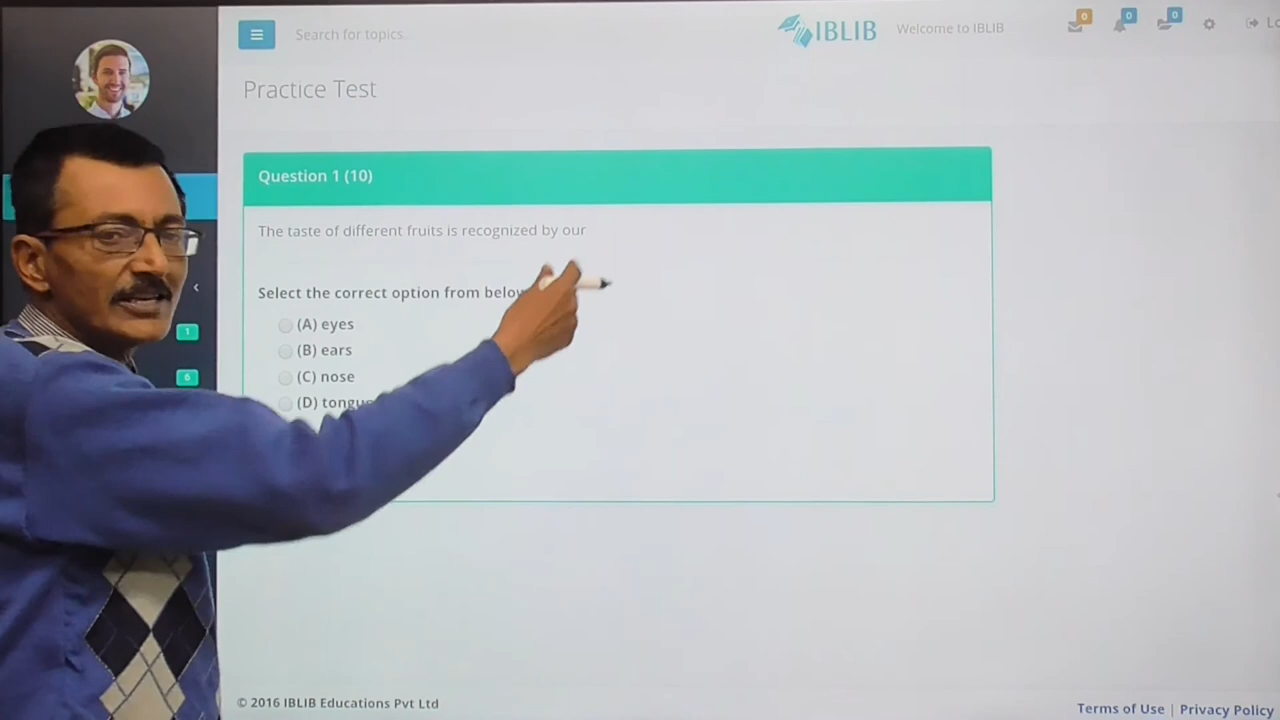 Search for topics
IBLIB
Welcome to IBLIB
0
0
0
Practice Test
Question 1 (10)
The taste of different fruits is recognized by our
Select the correct option from
(A) eyes
(B) ears
1
(C) nose
6
(D)
© 2016 IBLIB Educations Pvt Ltd
Terms of Use | Privacy Policy